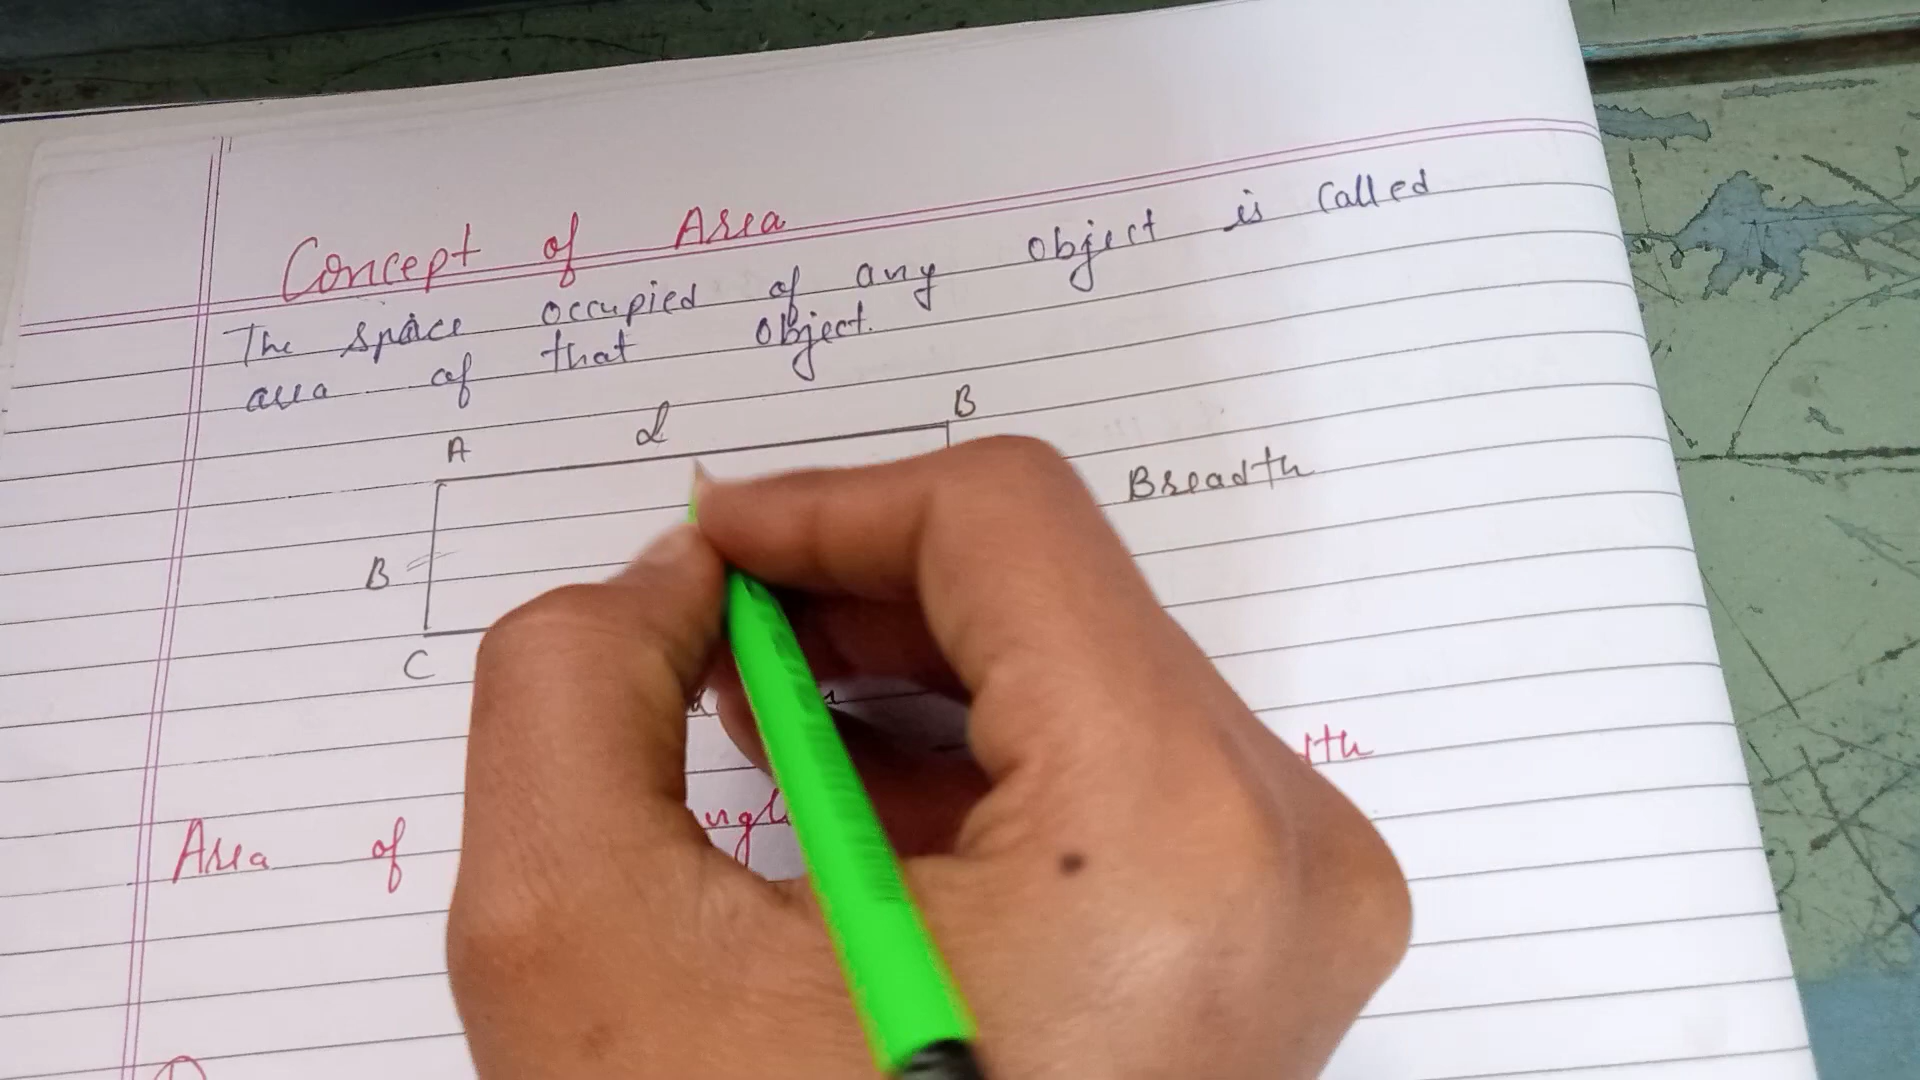 Concept of Area
The space occupied of any object is called
area of that object.
A l B
Breadth
B
C
Area of